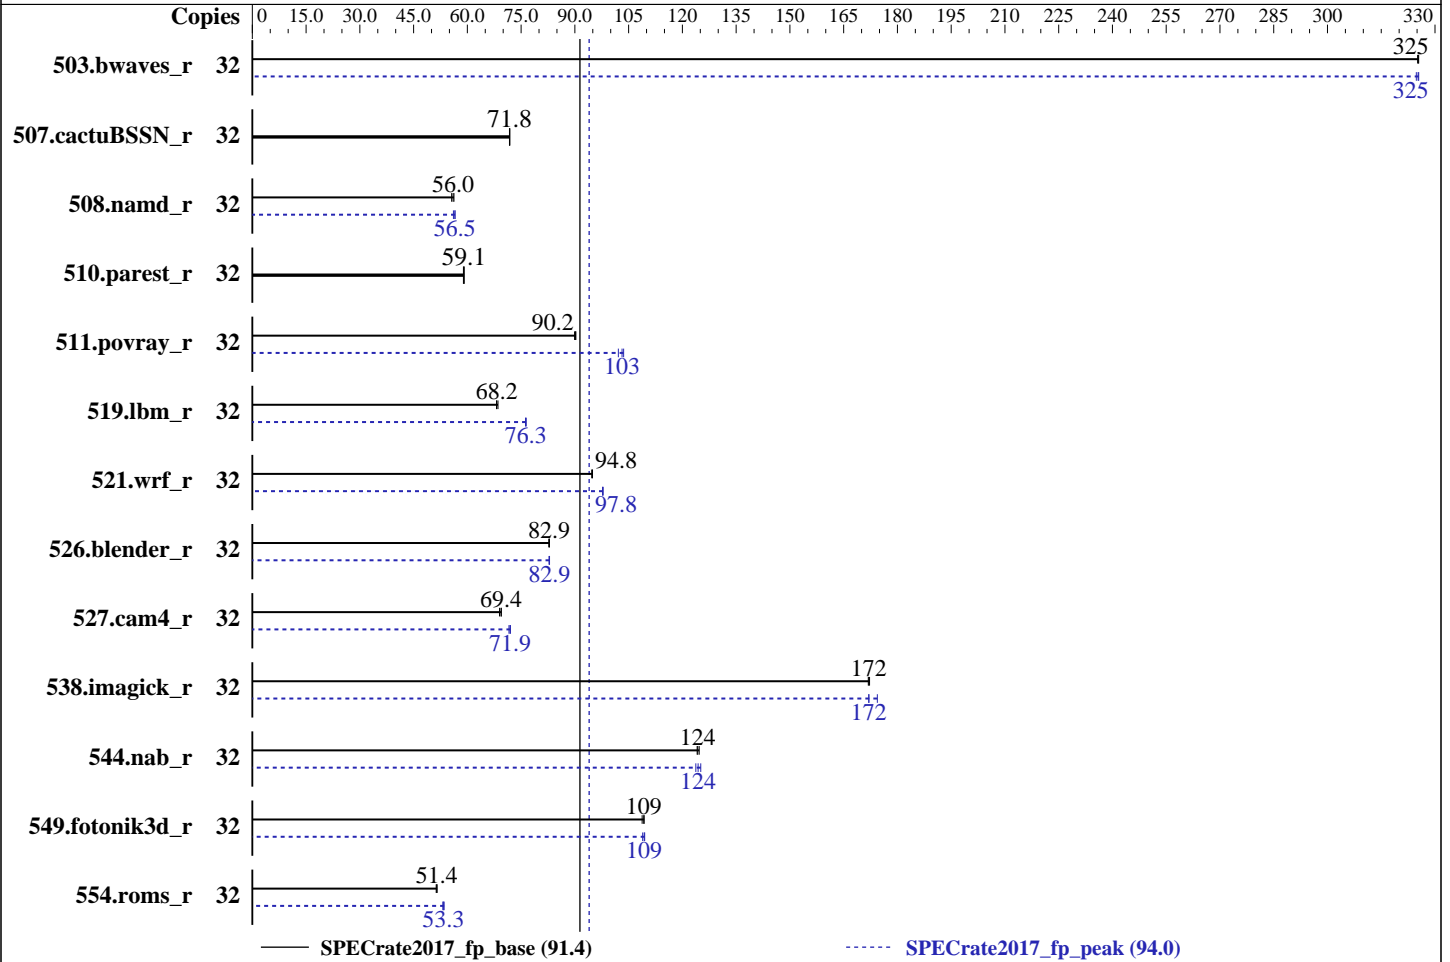 Copies 0 15.0 30.0 45.0 60.0 75.0 90.0 105 120 135 150 165 180 195 210 225 240 255 270 285 300 330
325
503.bwaves_r 32
325
71.8
507.cactuBSSN_r 32
56.0
508.namd_r 32
56.5
59.1
510.parest_r 32
90.2
511.povray_r 32
103
68.2
519.lbm_r 32
76.3
94.8
521.wrf_r 32
97.8
82.9
526.blender_r 32
82.9
69.4
527.cam4_r 32
71.9
172
538.imagick_r 32
172
124
544.nab_r 32
124
109
549.fotonik3d_r 32
109
51.4
554.roms_r 32
53.3
SPECrate2017_fp_base (91.4) SPECrate2017_fp_peak (94.0)